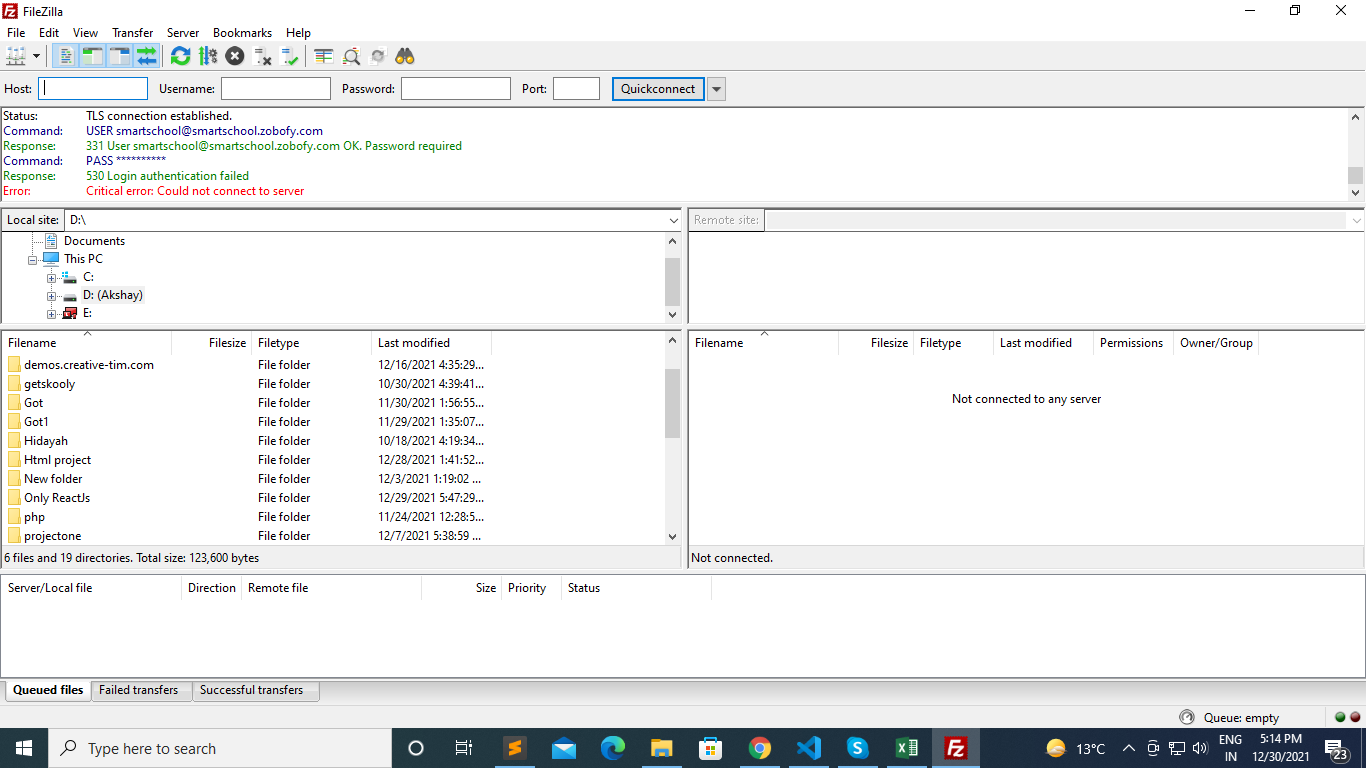 FileZilla
File Edit View Transfer Server Bookmarks Help
Host: Username: Password: Port: Quickconnect
Status: TLS connection established.
Command: USER smartschool@smartschool.zobofy.com
Response: 331 User smartschool@smartschool.zobofy.com OK. Password required
Command: PASS **********
Response: 530 Login authentication failed
Error: Critical error: Could not connect to server
Local site: D:\
Remote site:
Documents
This PC
C:
D: (Akshay)
E:
Filename Filesize Filetype Last modified
demos.creative-tim.com File folder 12/16/2021 4:35:29...
getskooly File folder 10/30/2021 4:39:41...
Got File folder 11/30/2021 1:56:55...
Got1 File folder 11/29/2021 1:35:07...
Hidayah File folder 10/18/2021 4:19:34...
Html project File folder 12/28/2021 1:41:52...
New folder File folder 12/3/2021 1:19:02 ...
Only ReactJs File folder 12/29/2021 5:47:29...
php File folder 11/24/2021 12:28:5...
projectone File folder 12/7/2021 5:38:59 ...
6 files and 19 directories. Total size: 123,600 bytes
Filename Filesize Filetype Last modified Permissions Owner/Group
Not connected to any server
Not connected.
Server/Local file Direction Remote file Size Priority Status
Queued files Failed transfers Successful transfers
Queue: empty
Type here to search
13°C
ENG
IN
5:14 PM
12/30/2021
23